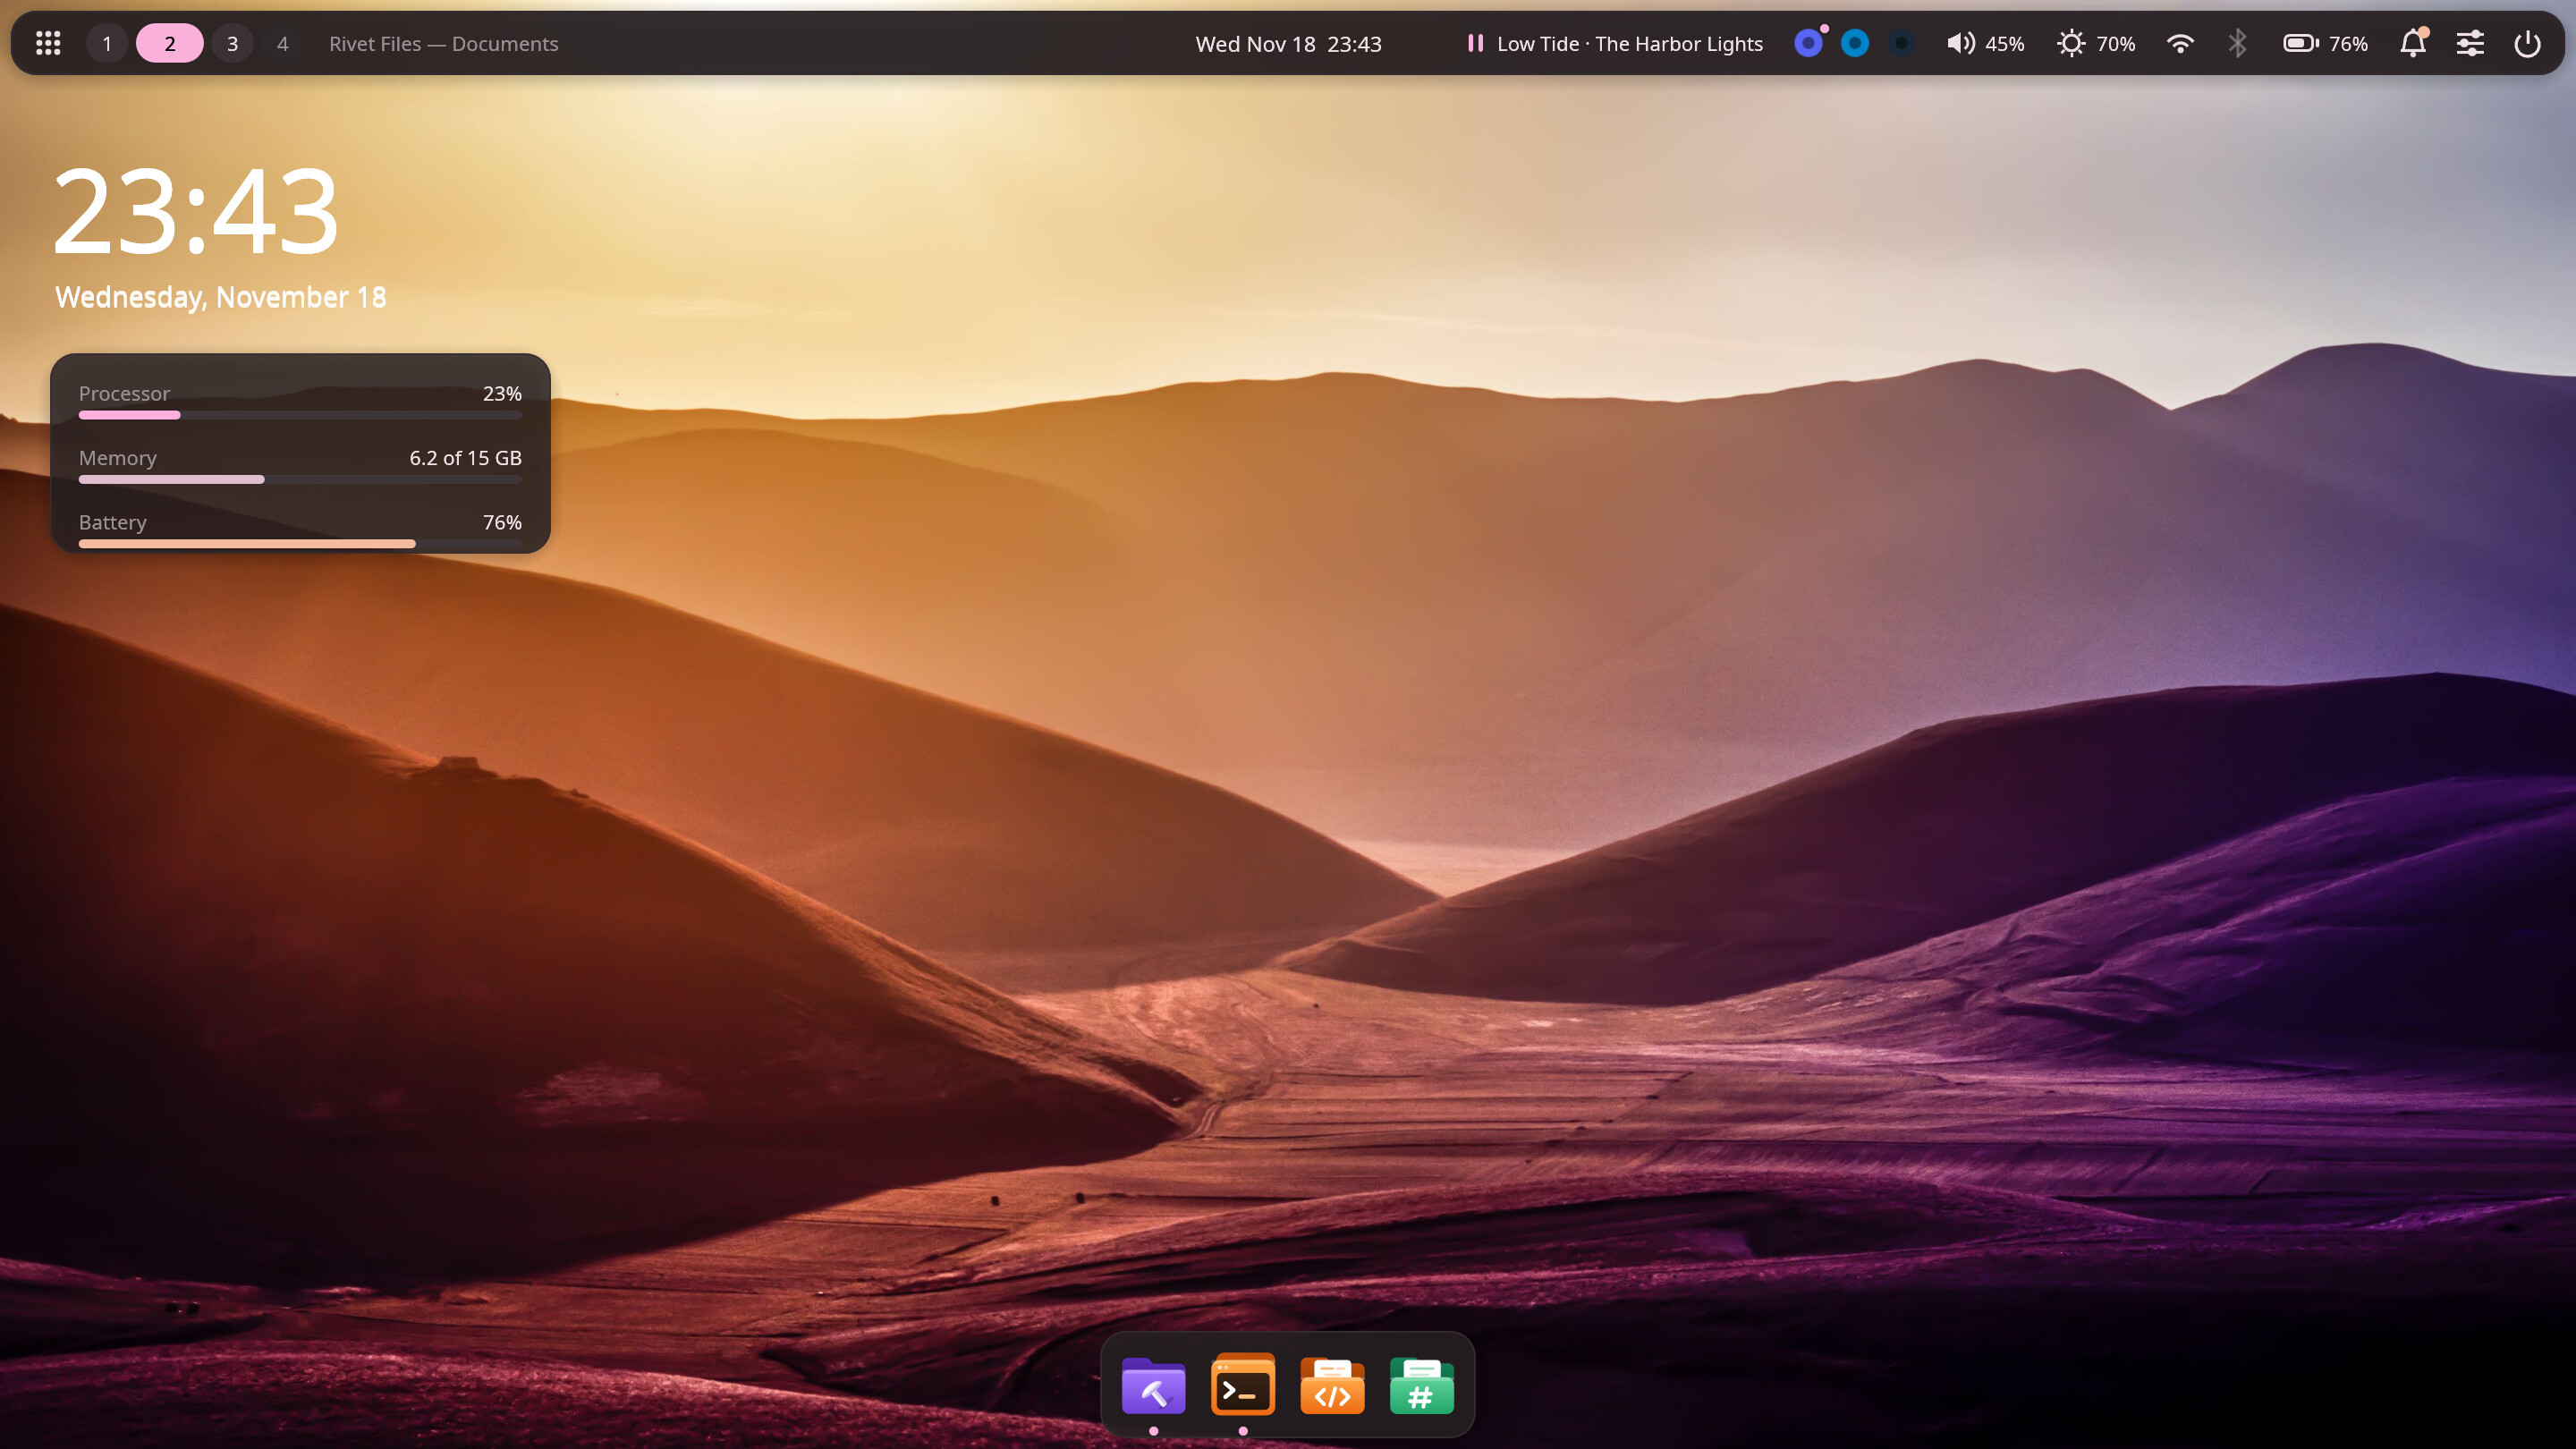 1 2 3 4 Rivet Files — Documents Wed Nov 18 23:43 Low Tide · The Harbor Lights 45% 70% 76%
23:43
Wednesday, November 18
Processor 23%
Memory 6.2 of 15 GB
Battery 76%